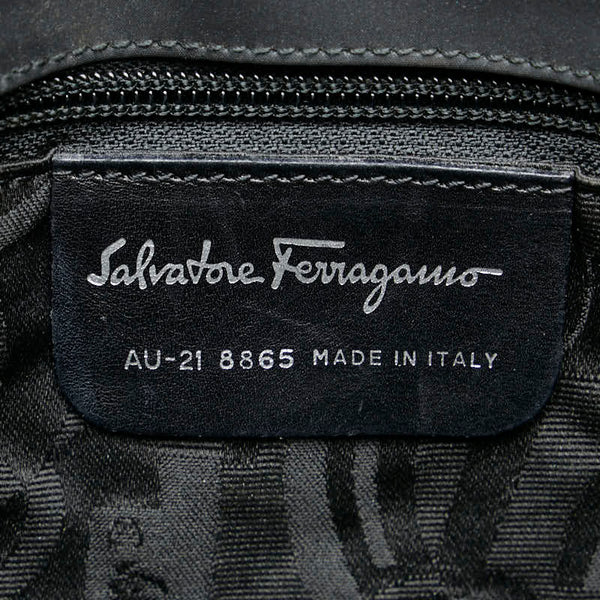 Salvatore Ferragamo
AU-21 8865 MADE IN ITALY